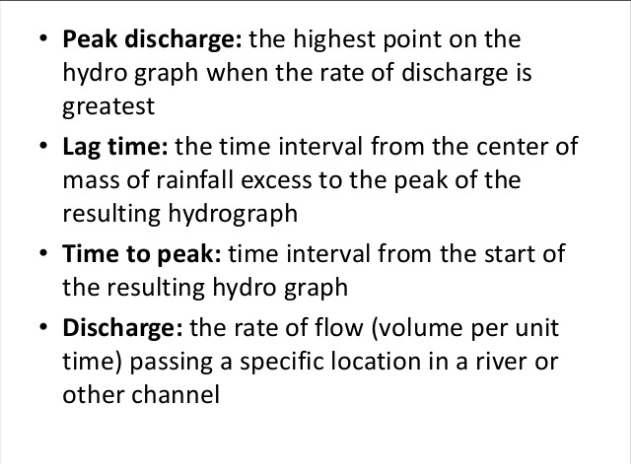 • Peak discharge: the highest point on the
hydro graph when the rate of discharge is
greatest
• Lag time: the time interval from the center of
mass of rainfall excess to the peak of the
resulting hydrograph
• Time to peak: time interval from the start of
the resulting hydro graph
• Discharge: the rate of flow (volume per unit
time) passing a specific location in a river or
other channel